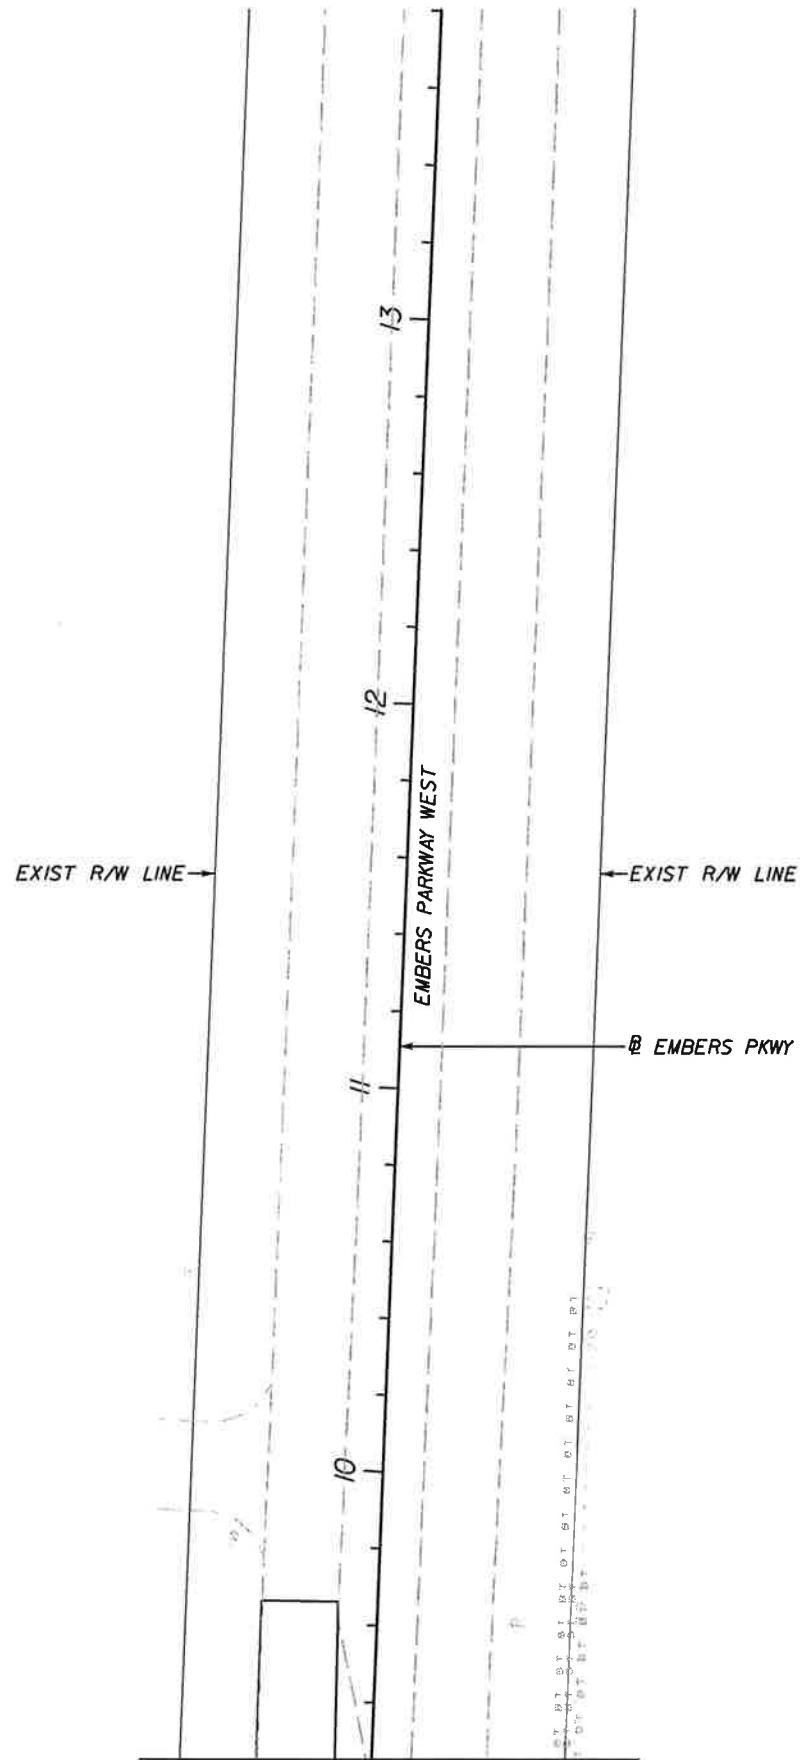 13
12
EMBERS PARKWAY WEST
EXIST R/W LINE
EXIST R/W LINE
EMBERS PKWY
11
10